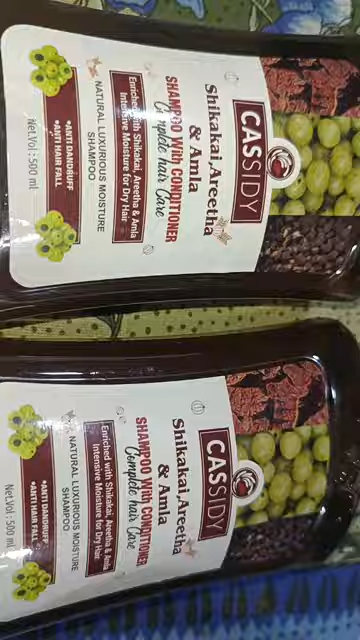 CASSIDY
Shikakai,Areetha
& Amla
SHAMPOO With CONDITIONER
Complete hair Care
Enriched with Shikakai, Areetha & Amla
Intensive Moisture for Dry Hair
NATURAL LUXURIOUS MOISTURE
SHAMPOO
•ANTI DANDRUFF
•ANTI HAIR FALL
Net.Vol.: 500 ml
CASSIDY
Shikakai,Areetha
& Amla
SHAMPOO With CONDITIONER
Complete hair Care
Enriched with Shikakai, Areetha & Amla
Intensive Moisture for Dry Hair
NATURAL LUXURIOUS MOISTURE
SHAMPOO
•ANTI DANDRUFF
•ANTI HAIR FALL
Net.Vol.: 500 ml